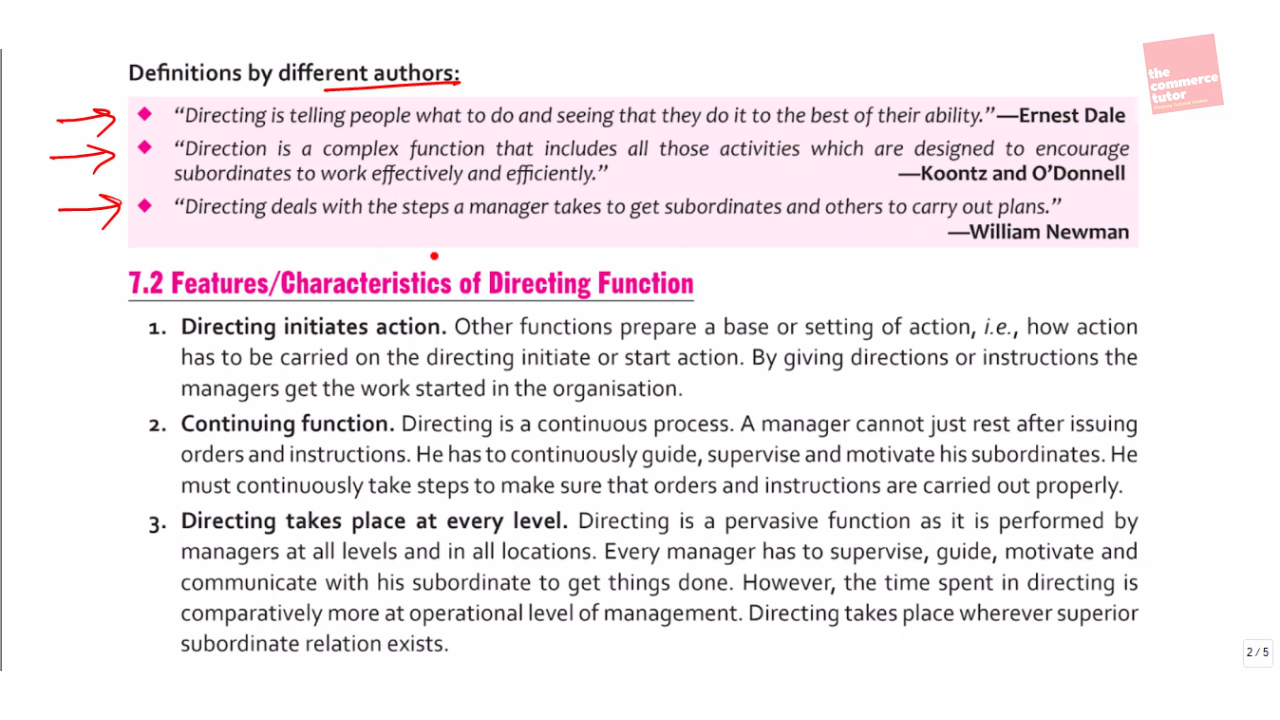 Definitions by different authors:
the
commerce
tutor
◆ “Directing is telling people what to do and seeing that they do it to the best of their ability.”—Ernest Dale
◆ “Direction is a complex function that includes all those activities which are designed to encourage
subordinates to work effectively and efficiently.” —Koontz and O’Donnell
◆ “Directing deals with the steps a manager takes to get subordinates and others to carry out plans.”
—William Newman
7.2 Features/Characteristics of Directing Function
1. Directing initiates action. Other functions prepare a base or setting of action, i.e., how action
has to be carried on the directing initiate or start action. By giving directions or instructions the
managers get the work started in the organisation.
2. Continuing function. Directing is a continuous process. A manager cannot just rest after issuing
orders and instructions. He has to continuously guide, supervise and motivate his subordinates. He
must continuously take steps to make sure that orders and instructions are carried out properly.
3. Directing takes place at every level. Directing is a pervasive function as it is performed by
managers at all levels and in all locations. Every manager has to supervise, guide, motivate and
communicate with his subordinate to get things done. However, the time spent in directing is
comparatively more at operational level of management. Directing takes place wherever superior
subordinate relation exists.
2 / 5